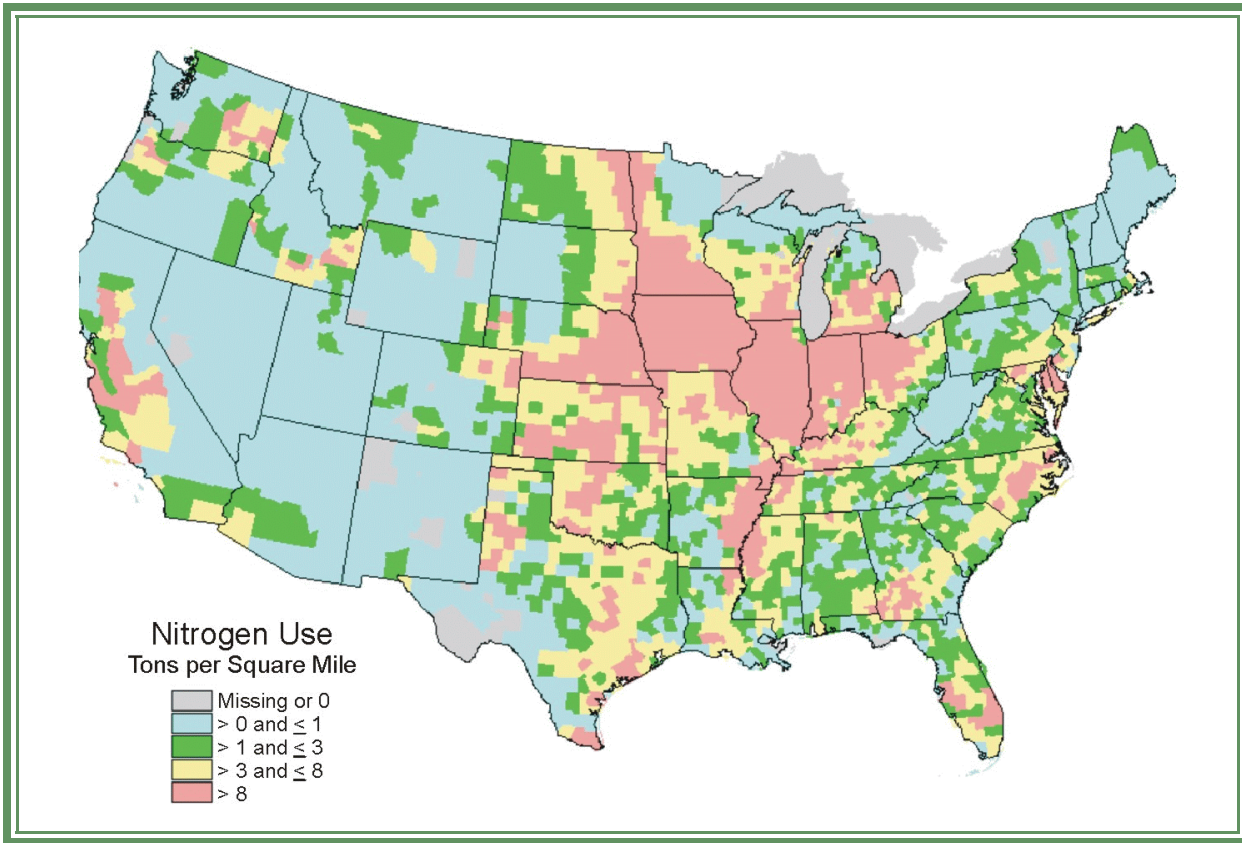 Nitrogen Use
Tons per Square Mile
Missing or 0
> 0 and ≤ 1
> 1 and ≤ 3
> 3 and ≤ 8
> 8